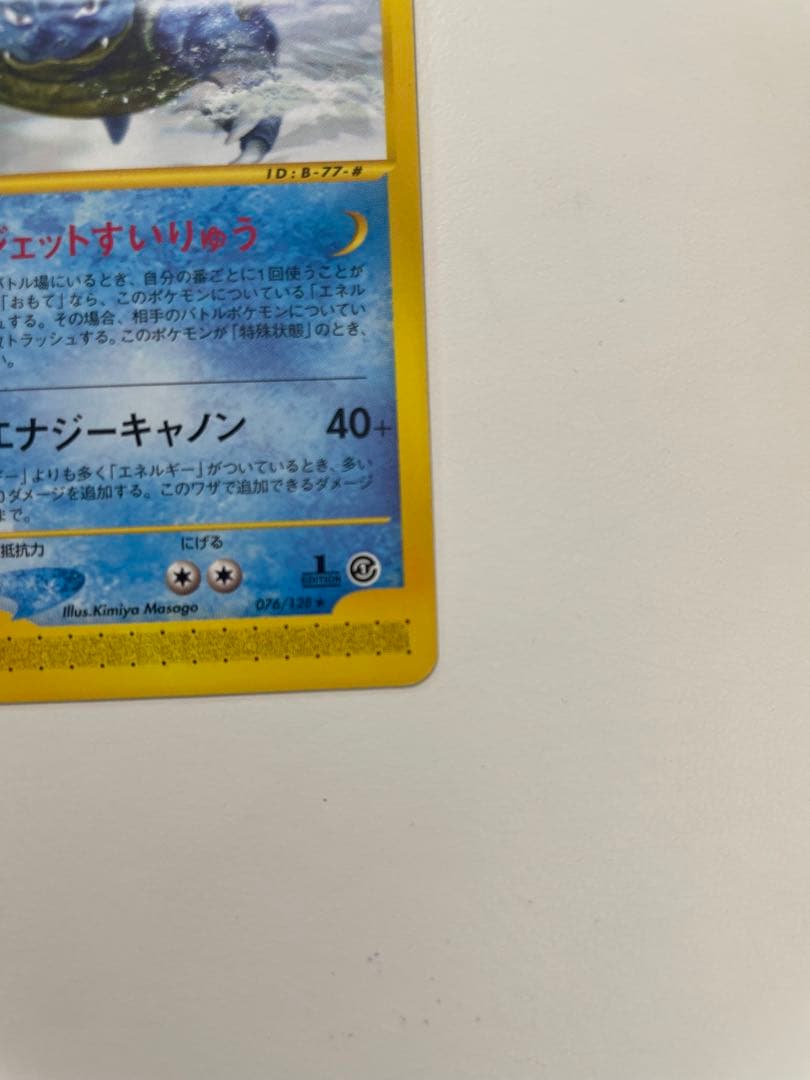 ID:B-77-#
ジェットすいりゅう
バトル場にいるとき、自分の番ごとに1回使うことが
「おもて」なら、このポケモンについている「エネル
する。その場合、相手のバトルポケモンについてい
トラッシュする。このポケモンが「特殊状態」のとき、
い。
エナジーキャノン 40+
ー」よりも多く「エネルギー」がついているとき、多い
0ダメージを追加する。このワザで追加できるダメージ
まで。
抵抗力 にげる
1
EDITION
Illus.Kimiya Masago 076/128★